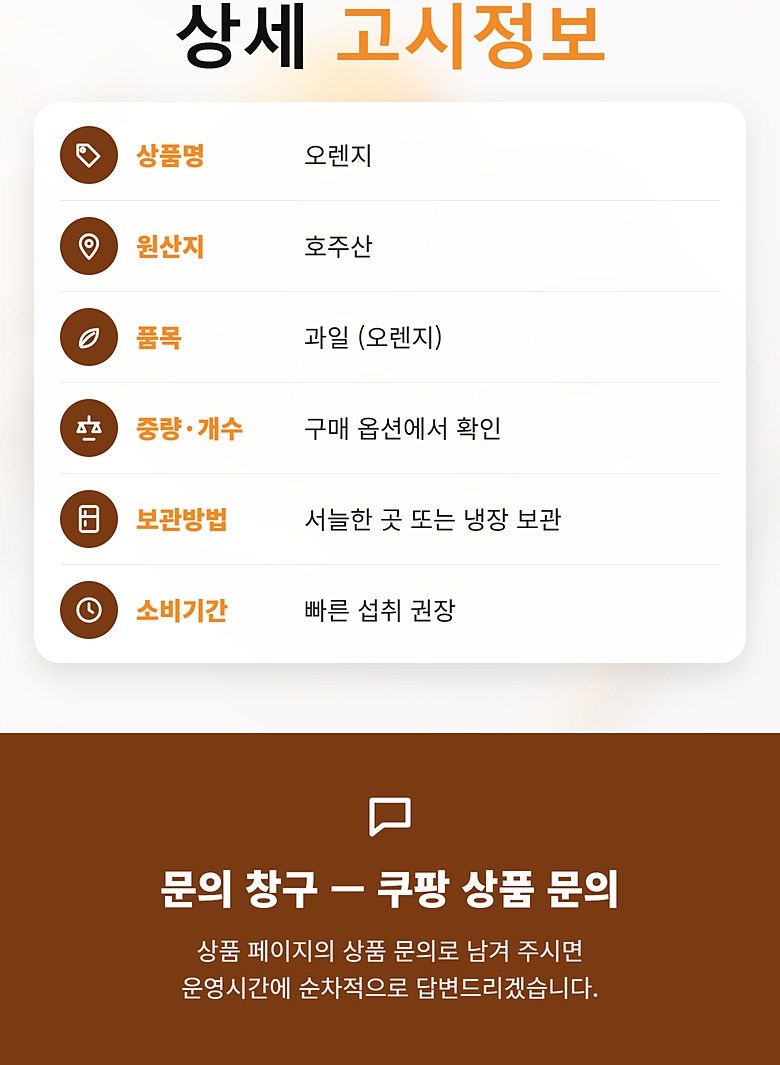 상세 고시정보
상품명 오렌지
원산지 호주산
품목 과일 (오렌지)
중량·개수 구매 옵션에서 확인
보관방법 서늘한 곳 또는 냉장 보관
소비기간 빠른 섭취 권장
문의 창구 — 쿠팡 상품 문의
상품 페이지의 상품 문의로 남겨 주시면
운영시간에 순차적으로 답변드리겠습니다.